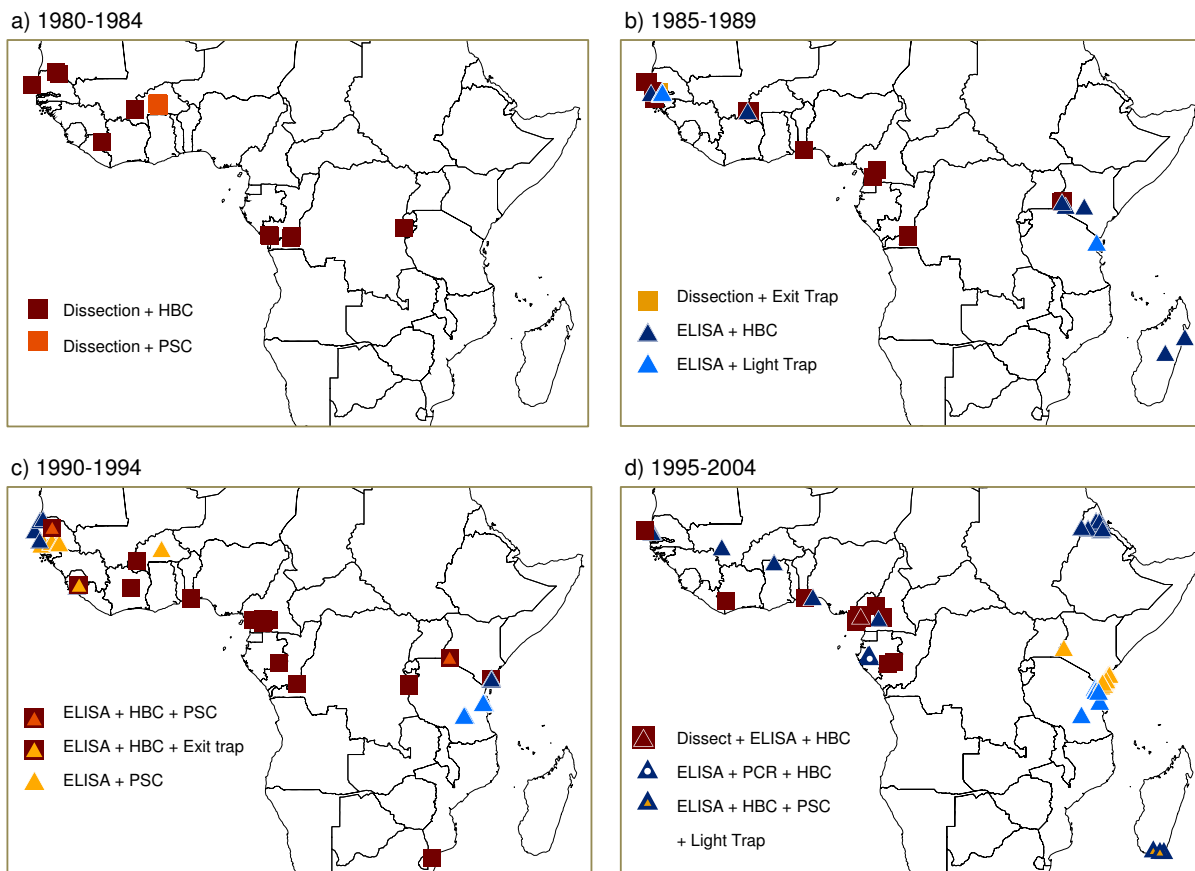 a) 1980-1984
Dissection + HBC
Dissection + PSC
b) 1985-1989
Dissection + Exit Trap
ELISA + HBC
ELISA + Light Trap
c) 1990-1994
ELISA + HBC + PSC
ELISA + HBC + Exit trap
ELISA + PSC
d) 1995-2004
Dissect + ELISA + HBC
ELISA + PCR + HBC
ELISA + HBC + PSC
+ Light Trap